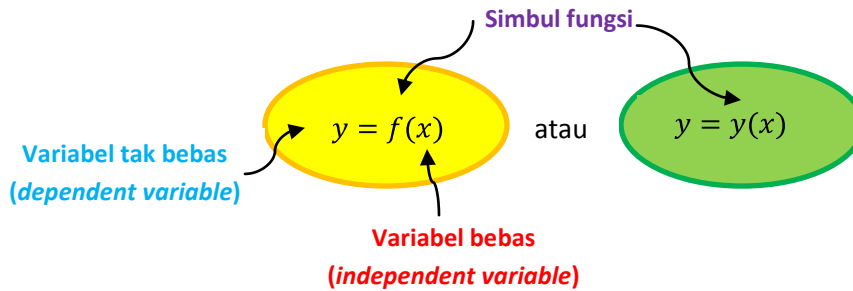 Simbul fungsi
y = f(x) atau y = y(x)
Variabel tak bebas
(dependent variable)
Variabel bebas
(independent variable)